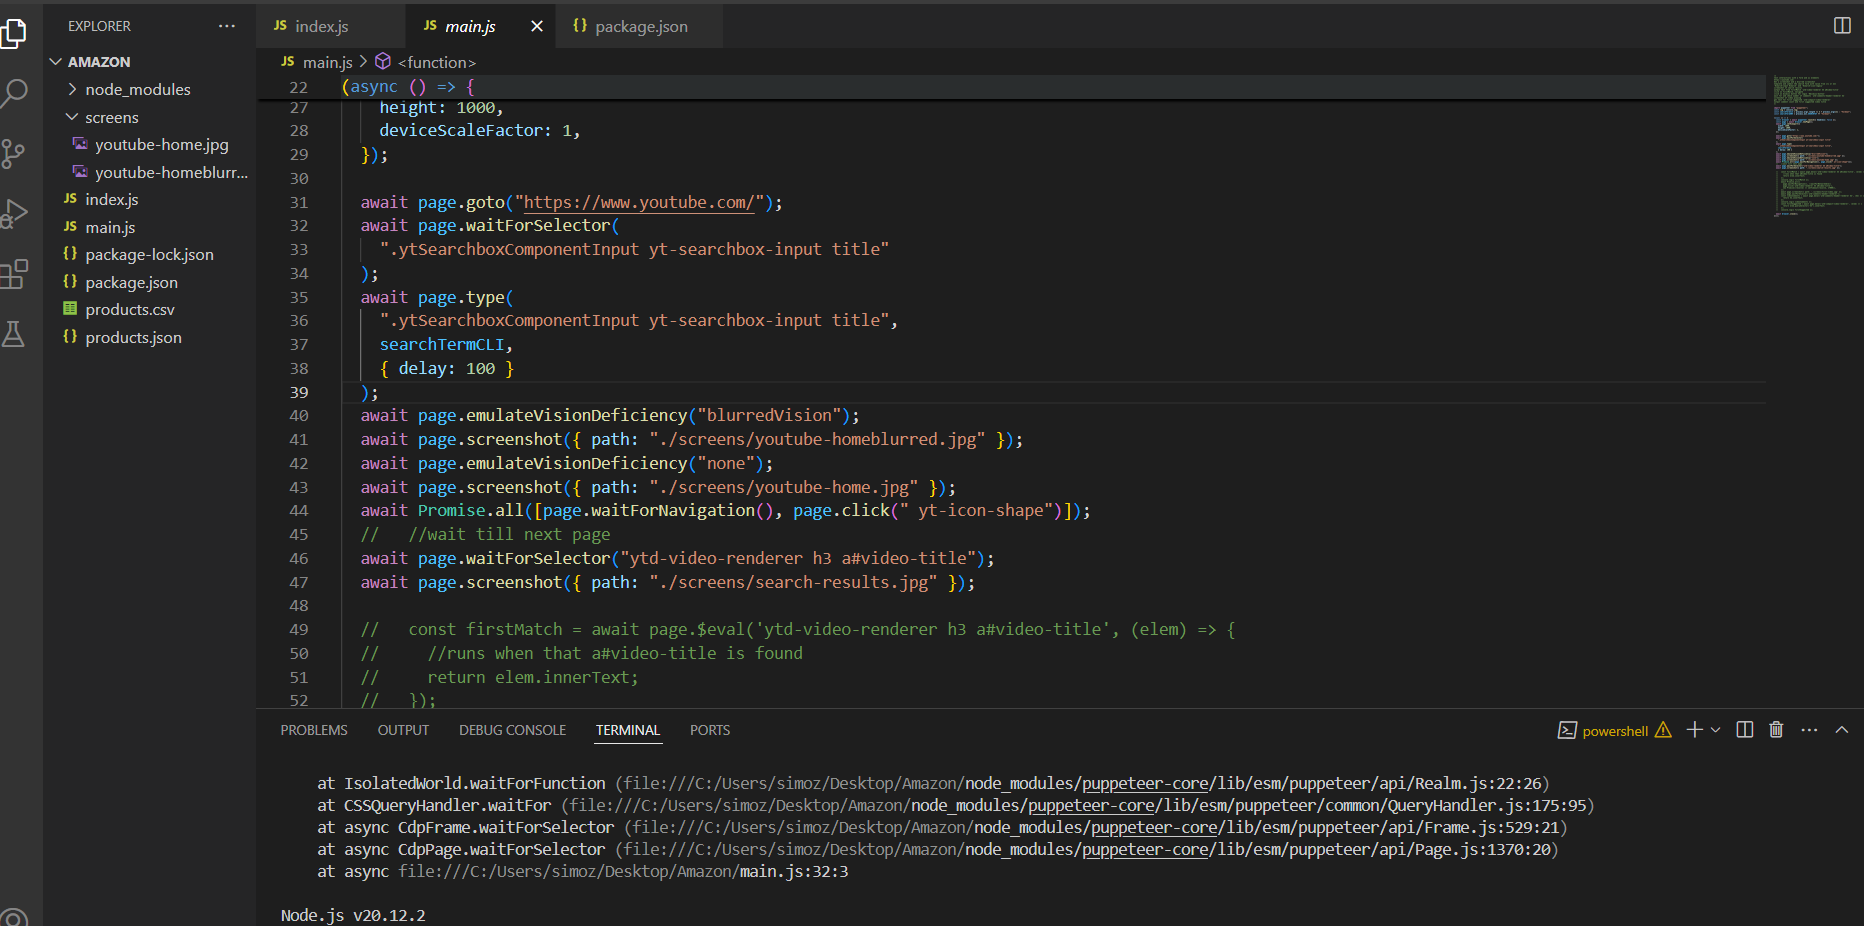 EXPLORER ···
AMAZON
node_modules
screens
youtube-home.jpg
youtube-homeblurr...
JS index.js
JS main.js
{} package-lock.json
{} package.json
products.csv
{} products.json
JS index.js
JS main.js
{} package.json
JS main.js > <function>
22 (async () => {
27 height: 1000,
28 deviceScaleFactor: 1,
29 });
30
31 await page.goto("https://www.youtube.com/");
32 await page.waitForSelector(
33 ".ytSearchboxComponentInput yt-searchbox-input title"
34 );
35 await page.type(
36 ".ytSearchboxComponentInput yt-searchbox-input title",
37 searchTermCLI,
38 { delay: 100 }
39 );
40 await page.emulateVisionDeficiency("blurredVision");
41 await page.screenshot({ path: "./screens/youtube-homeblurred.jpg" });
42 await page.emulateVisionDeficiency("none");
43 await page.screenshot({ path: "./screens/youtube-home.jpg" });
44 await Promise.all([page.waitForNavigation(), page.click(" yt-icon-shape")]);
45 // //wait till next page
46 await page.waitForSelector("ytd-video-renderer h3 a#video-title");
47 await page.screenshot({ path: "./screens/search-results.jpg" });
48
49 // const firstMatch = await page.$eval('ytd-video-renderer h3 a#video-title', (elem) => {
50 // //runs when that a#video-title is found
51 // return elem.innerText;
52 // });
PROBLEMS OUTPUT DEBUG CONSOLE TERMINAL PORTS
powershell
at IsolatedWorld.waitForFunction (file:///C:/Users/simoz/Desktop/Amazon/node_modules/puppeteer-core/lib/esm/puppeteer/api/Realm.js:22:26)
at CSSQueryHandler.waitFor (file:///C:/Users/simoz/Desktop/Amazon/node_modules/puppeteer-core/lib/esm/puppeteer/common/QueryHandler.js:175:95)
at async CdpFrame.waitForSelector (file:///C:/Users/simoz/Desktop/Amazon/node_modules/puppeteer-core/lib/esm/puppeteer/api/Frame.js:529:21)
at async CdpPage.waitForSelector (file:///C:/Users/simoz/Desktop/Amazon/node_modules/puppeteer-core/lib/esm/puppeteer/api/Page.js:1370:20)
at async file:///C:/Users/simoz/Desktop/Amazon/main.js:32:3
Node.js v20.12.2